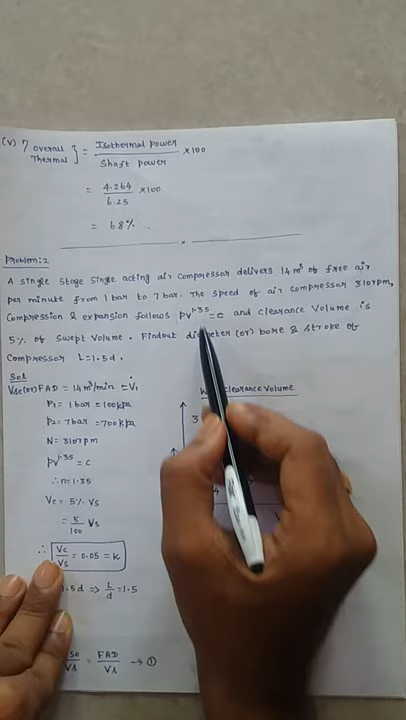 (v) η overall Thermal } = Isothermal power / Shaft power × 100
= 4.264 / 6.25 × 100
= 68% .
Problem:2
A single stage single acting air compressor delivers 14 m³ of free air
per minute from 1 bar to 7 bar. The speed of air compressor 310rpm,
compression & expansion follows PV^1.35 = c and clearance volume is
5% of swept volume. Findout diameter (or) bore & stroke of
compressor L=1.5d.
Sol
Vse(or)FAD = 14 m³/min = V̇1
clearance volume
P1 = 1 bar = 100kpa
P2 = 7 bar = 700kpa
N = 310rpm
PV^1.35 = c
∴ n = 1.35
Vc = 5% Vs
= 5/100 Vs
∴ Vc/Vs = 0.05 = k
1.5d => L/d = 1.5
= FAD/Vs → ①